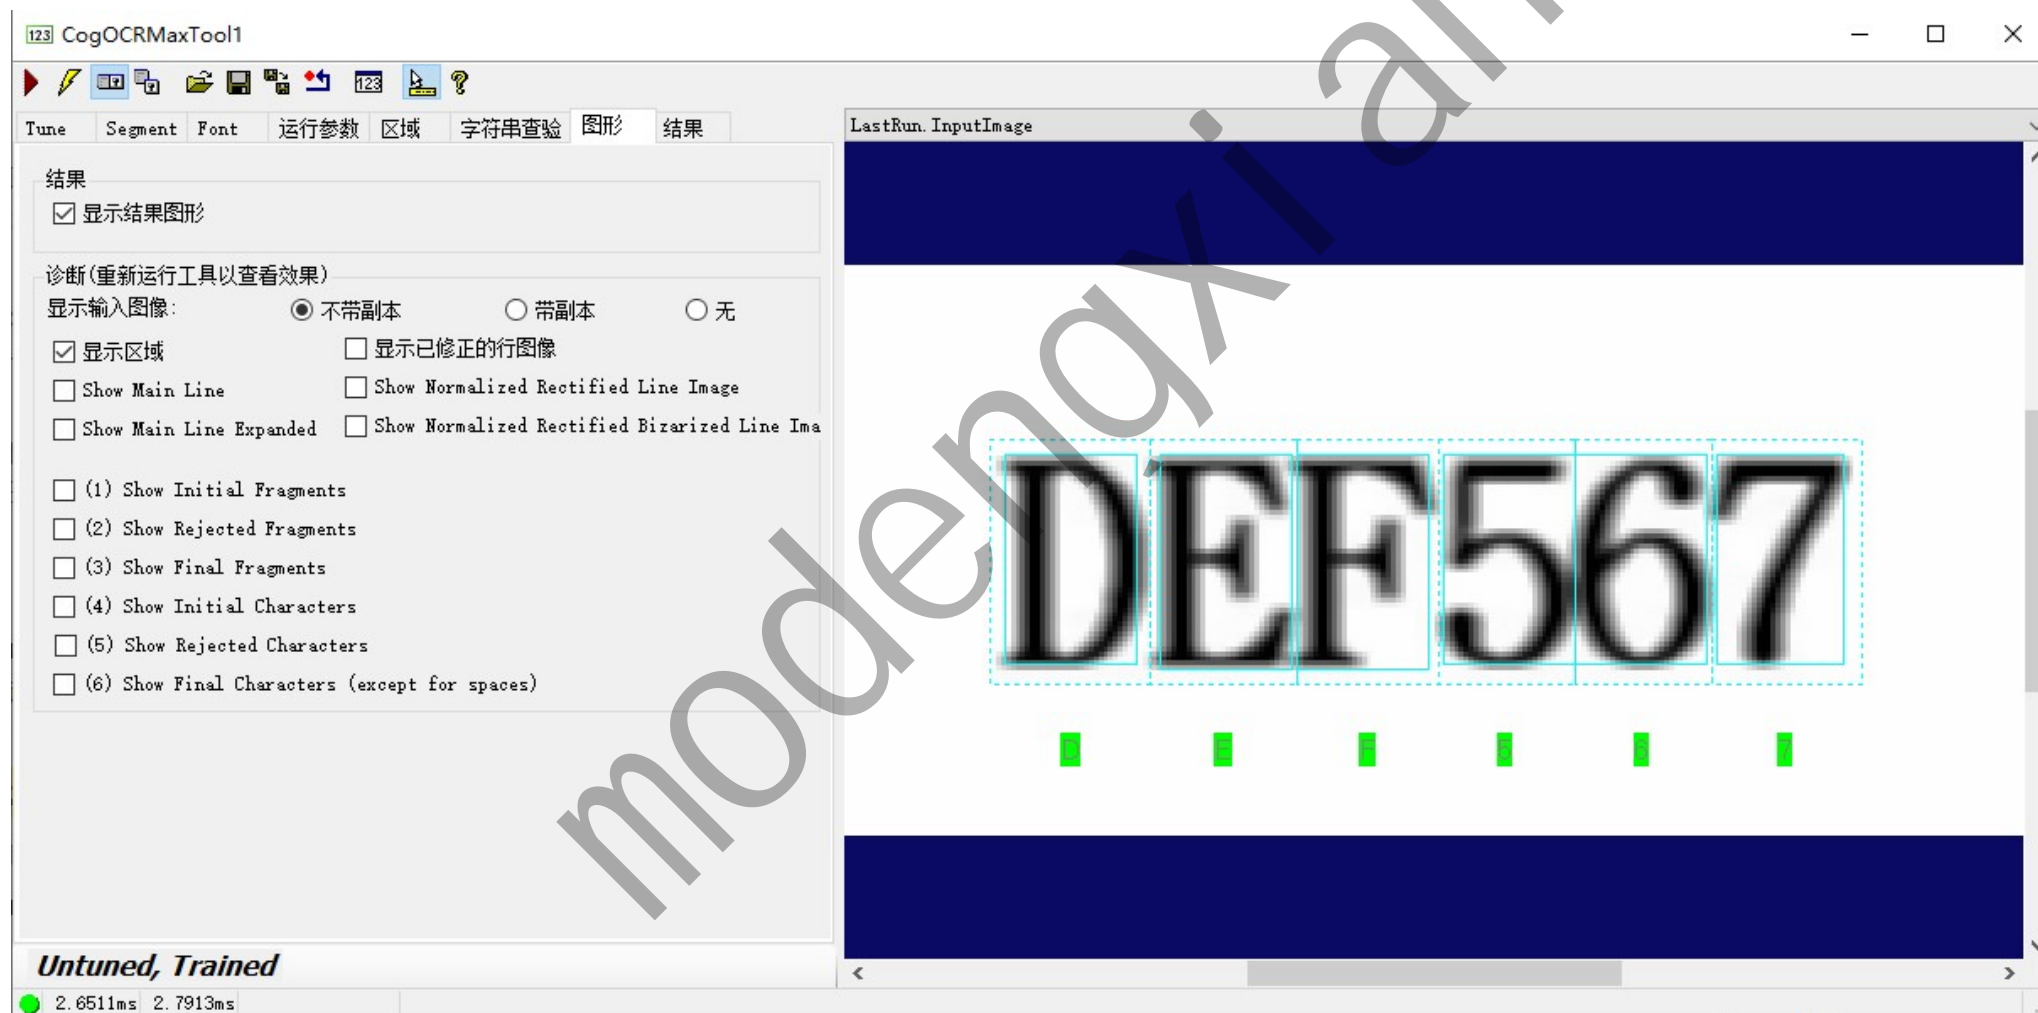 123 CogOCRMaxTool1
123
Tune Segment Font 运行参数 区域 字符串查验 图形 结果
结果
显示结果图形
诊断(重新运行工具以查看效果)
显示输入图像: 不带副本 带副本 无
显示区域 显示已修正的行图像
Show Main Line Show Normalized Rectified Line Image
Show Main Line Expanded Show Normalized Rectified Bizarized Line Ima
(1) Show Initial Fragments
(2) Show Rejected Fragments
(3) Show Final Fragments
(4) Show Initial Characters
(5) Show Rejected Characters
(6) Show Final Characters (except for spaces)
Untuned, Trained
2.6511ms 2.7913ms
LastRun.InputImage
DEF567
D E F 5 6 7